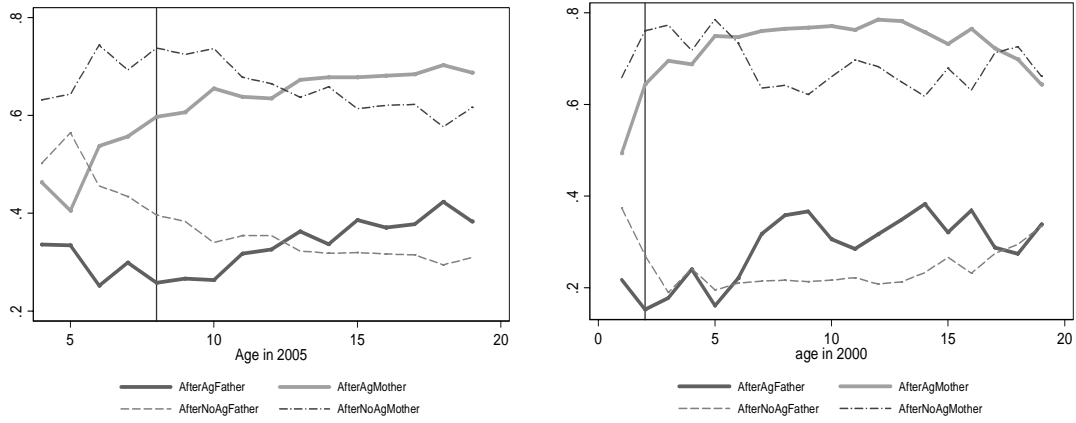 .8
.6
.4
.2
5
10
15
20
Age in 2005
AfterAgFather
AfterAgMother
AfterNoAgFather
AfterNoAgMother
.8
.6
.4
.2
0
5
10
15
20
age in 2000
AfterAgFather
AfterAgMother
AfterNoAgFather
AfterNoAgMother